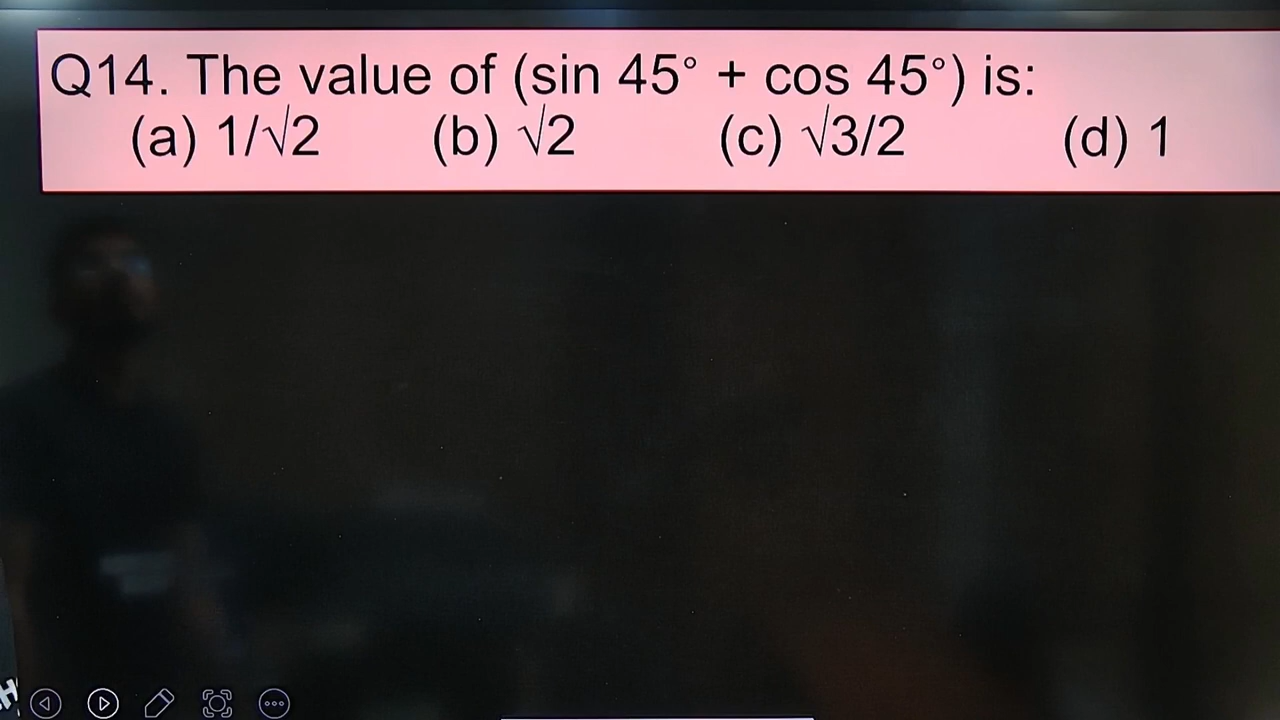 Q14. The value of (sin 45° + cos 45°) is:
(a) 1/√2 (b) √2 (c) √3/2 (d) 1